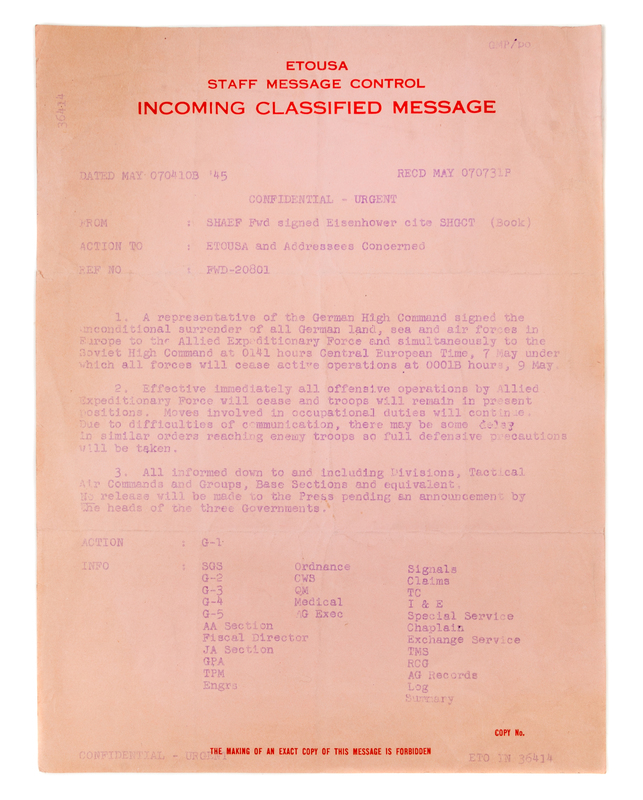 GMP/po
36414
ETOUSA
STAFF MESSAGE CONTROL
INCOMING CLASSIFIED MESSAGE
DATED MAY 070410B '45 RECD MAY 070731B
CONFIDENTIAL - URGENT
FROM : SHAEF Fwd signed Eisenhower cite SHGCT (Book)
ACTION TO : ETOUSA and Addressees Concerned
REF NO : FWD-20801
1. A representative of the German High Command signed the
unconditional surrender of all German land, sea and air forces in
Europe to the Allied Expeditionary Force and simultaneously to the
Soviet High Command at 0141 hours Central European Time, 7 May under
which all forces will cease active operations at 0001B hours, 9 May.
2. Effective immediately all offensive operations by Allied
Expeditionary Force will cease and troops will remain in present
positions. Moves involved in occupational duties will continue.
Due to difficulties of communication, there may be some delay
in similar orders reaching enemy troops so full defensive precautions
will be taken.
3. All informed down to and including Divisions, Tactical
Air Commands and Groups, Base Sections and equivalent.
No release will be made to the Press pending an announcement by
the heads of the three Governments.
ACTION : G-1
INFO : SGS Ordnance Signals
G-2 CWS Claims
G-3 QM TC
G-4 Medical I & E
G-5 AG Exec Special Service
AA Section Chaplain
Fiscal Director Exchange Service
JA Section TMS
GPA RCG
TPM AG Records
Engrs Log
Summary
COPY No.
THE MAKING OF AN EXACT COPY OF THIS MESSAGE IS FORBIDDEN
CONFIDENTIAL - URGENT ETO IN 36414